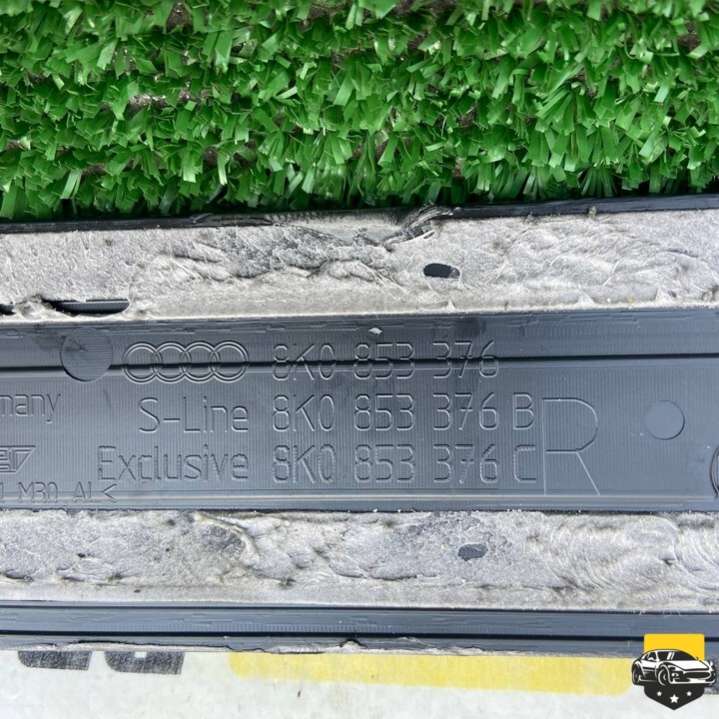 8K0 853 376
many S-Line 8K0 853 376 B
Exclusive 8K0 853 376 C R
M30 AL<